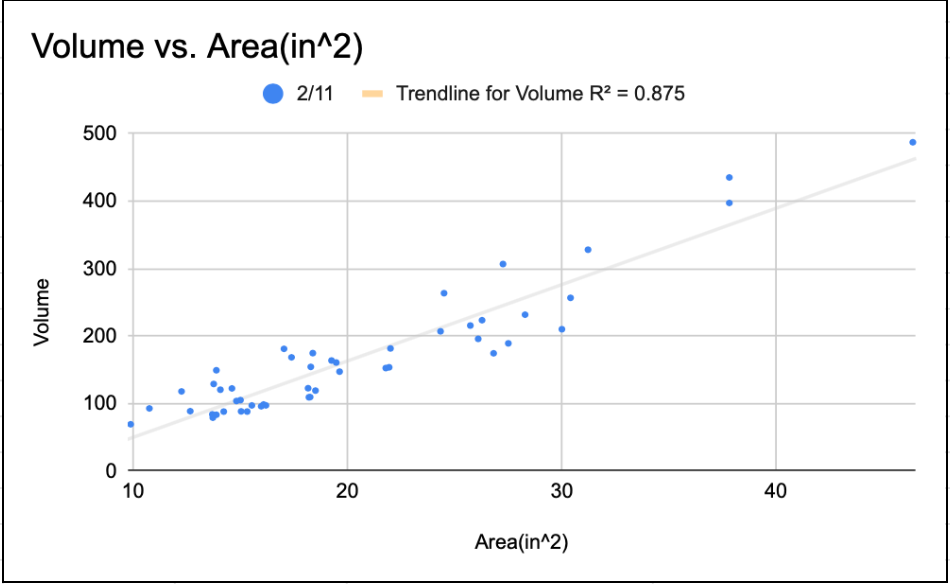 Volume vs. Area(in^2)
2/11 Trendline for Volume R² = 0.875
500
400
300
200
100
0
Volume
10 20 30 40
Area(in^2)